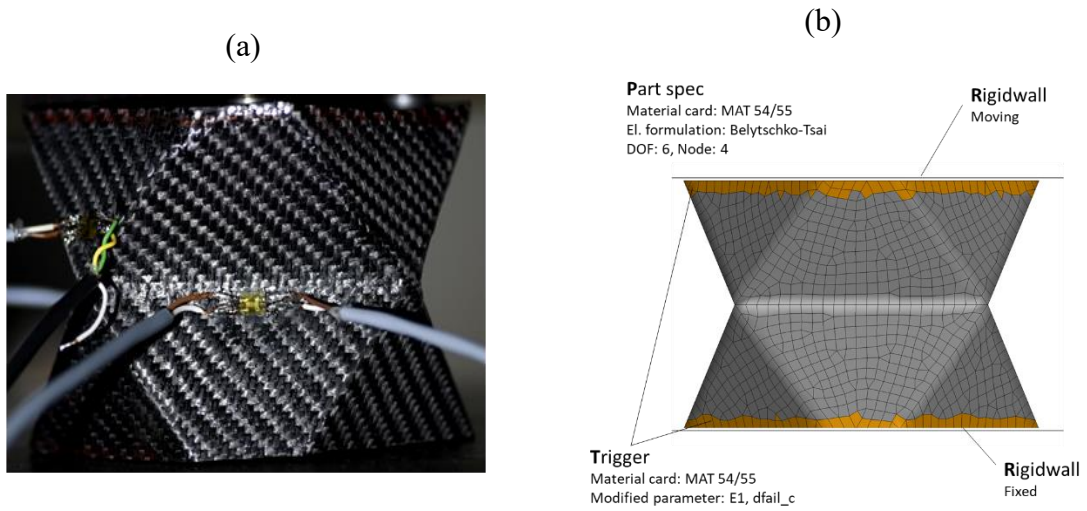 (a)
(b)
Part spec
Material card: MAT 54/55
El. formulation: Belytschko-Tsai
DOF: 6, Node: 4
Rigidwall
Moving
Trigger
Material card: MAT 54/55
Modified parameter: E1, dfail_c
Rigidwall
Fixed